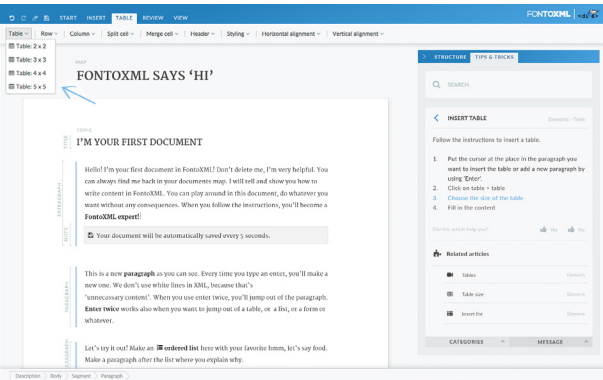 START INSERT TABLE REVIEW VIEW
FONTOXML
Table Row Column Split cell Merge cell Header Styling Horizontal alignment Vertical alignment
Table: 2 x 2
Table: 3 x 3
Table: 4 x 4
Table: 5 x 5
MAP
FONTOXML SAYS ‘HI’
TOPIC
TITLE
I’M YOUR FIRST DOCUMENT
PARAGRAPH
Hello! I’m your first document in FontoXML! Don’t delete me, I’m very helpful. You
can always find me back in your documents map. I will tell and show you how to
write content in FontoXML. You can play around in this document, do whatever you
want without any consequences. When you follow the instructions, you’ll become a
FontoXML expert!
NOTE
Your document will be automatically saved every 5 seconds.
PARAGRAPH
This is a new paragraph as you can see. Every time you type an enter, you’ll make a
new one. We don’t use white lines in XML, because that’s
‘unnecessary content’. When you use enter twice, you’ll jump out of the paragraph.
Enter twice works also when you want to jump out of a table, or a list, or a form or
whatever.
PARAGRAPH
Let’s try it out! Make an ordered list here with your favorite hmm, let’s say food.
Make a paragraph after the list where you explain why.
STRUCTURE TIPS & TRICKS
SEARCH
INSERT TABLE
Elements - Table
Follow the instructions to insert a table.
1. Put the cursor at the place in the paragraph you
want to insert the table or add a new paragraph by
using ‘Enter’.
2. Click on table > table
3. Choose the size of the table
4. Fill in the content
Did this article help you? Yes No
Related articles
Tables Elements
Table size Elements
Insert list Elements
CATEGORIES MESSAGE
Description Body Segment Paragraph